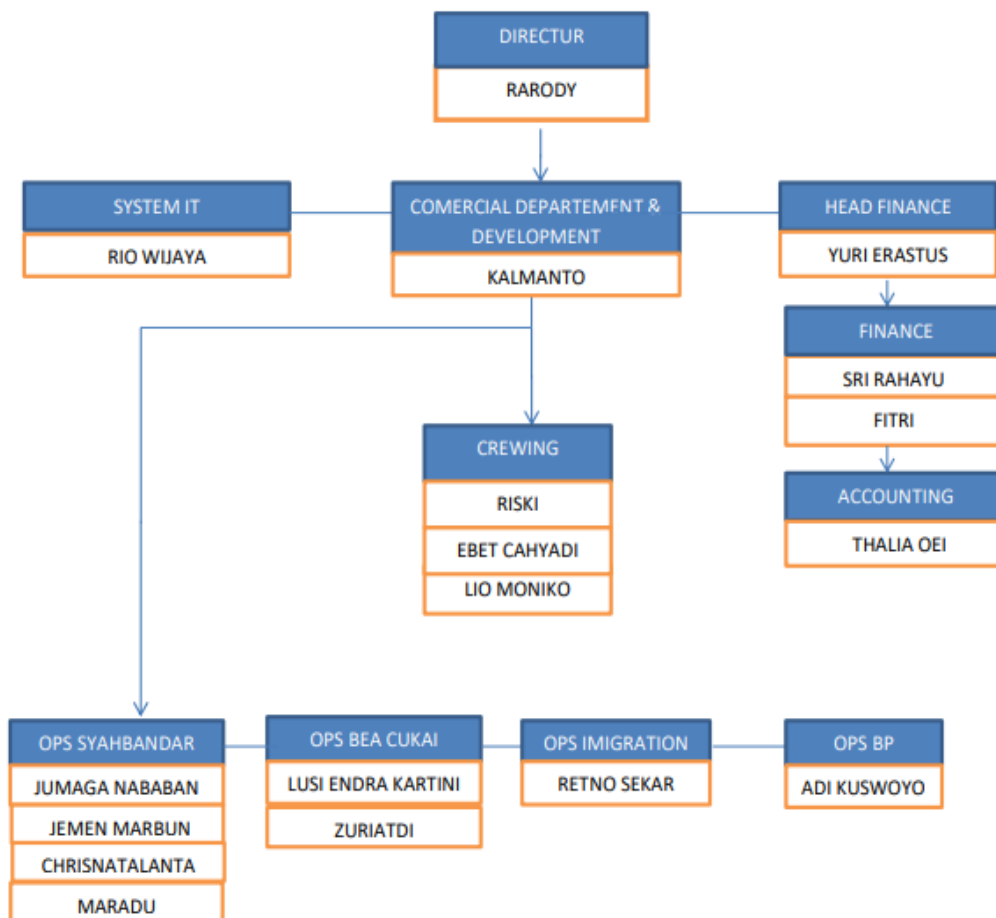 DIRECTUR
RARODY
SYSTEM IT
RIO WIJAYA
COMERCIAL DEPARTEMENT &
DEVELOPMENT
KALMANTO
HEAD FINANCE
YURI ERASTUS
FINANCE
SRI RAHAYU
FITRI
ACCOUNTING
THALIA OEI
CREWING
RISKI
EBET CAHYADI
LIO MONIKO
OPS SYAHBANDAR
JUMAGA NABABAN
JEMEN MARBUN
CHRISNATALANTA
MARADU
OPS BEA CUKAI
LUSI ENDRA KARTINI
ZURIATDI
OPS IMIGRATION
RETNO SEKAR
OPS BP
ADI KUSWOYO